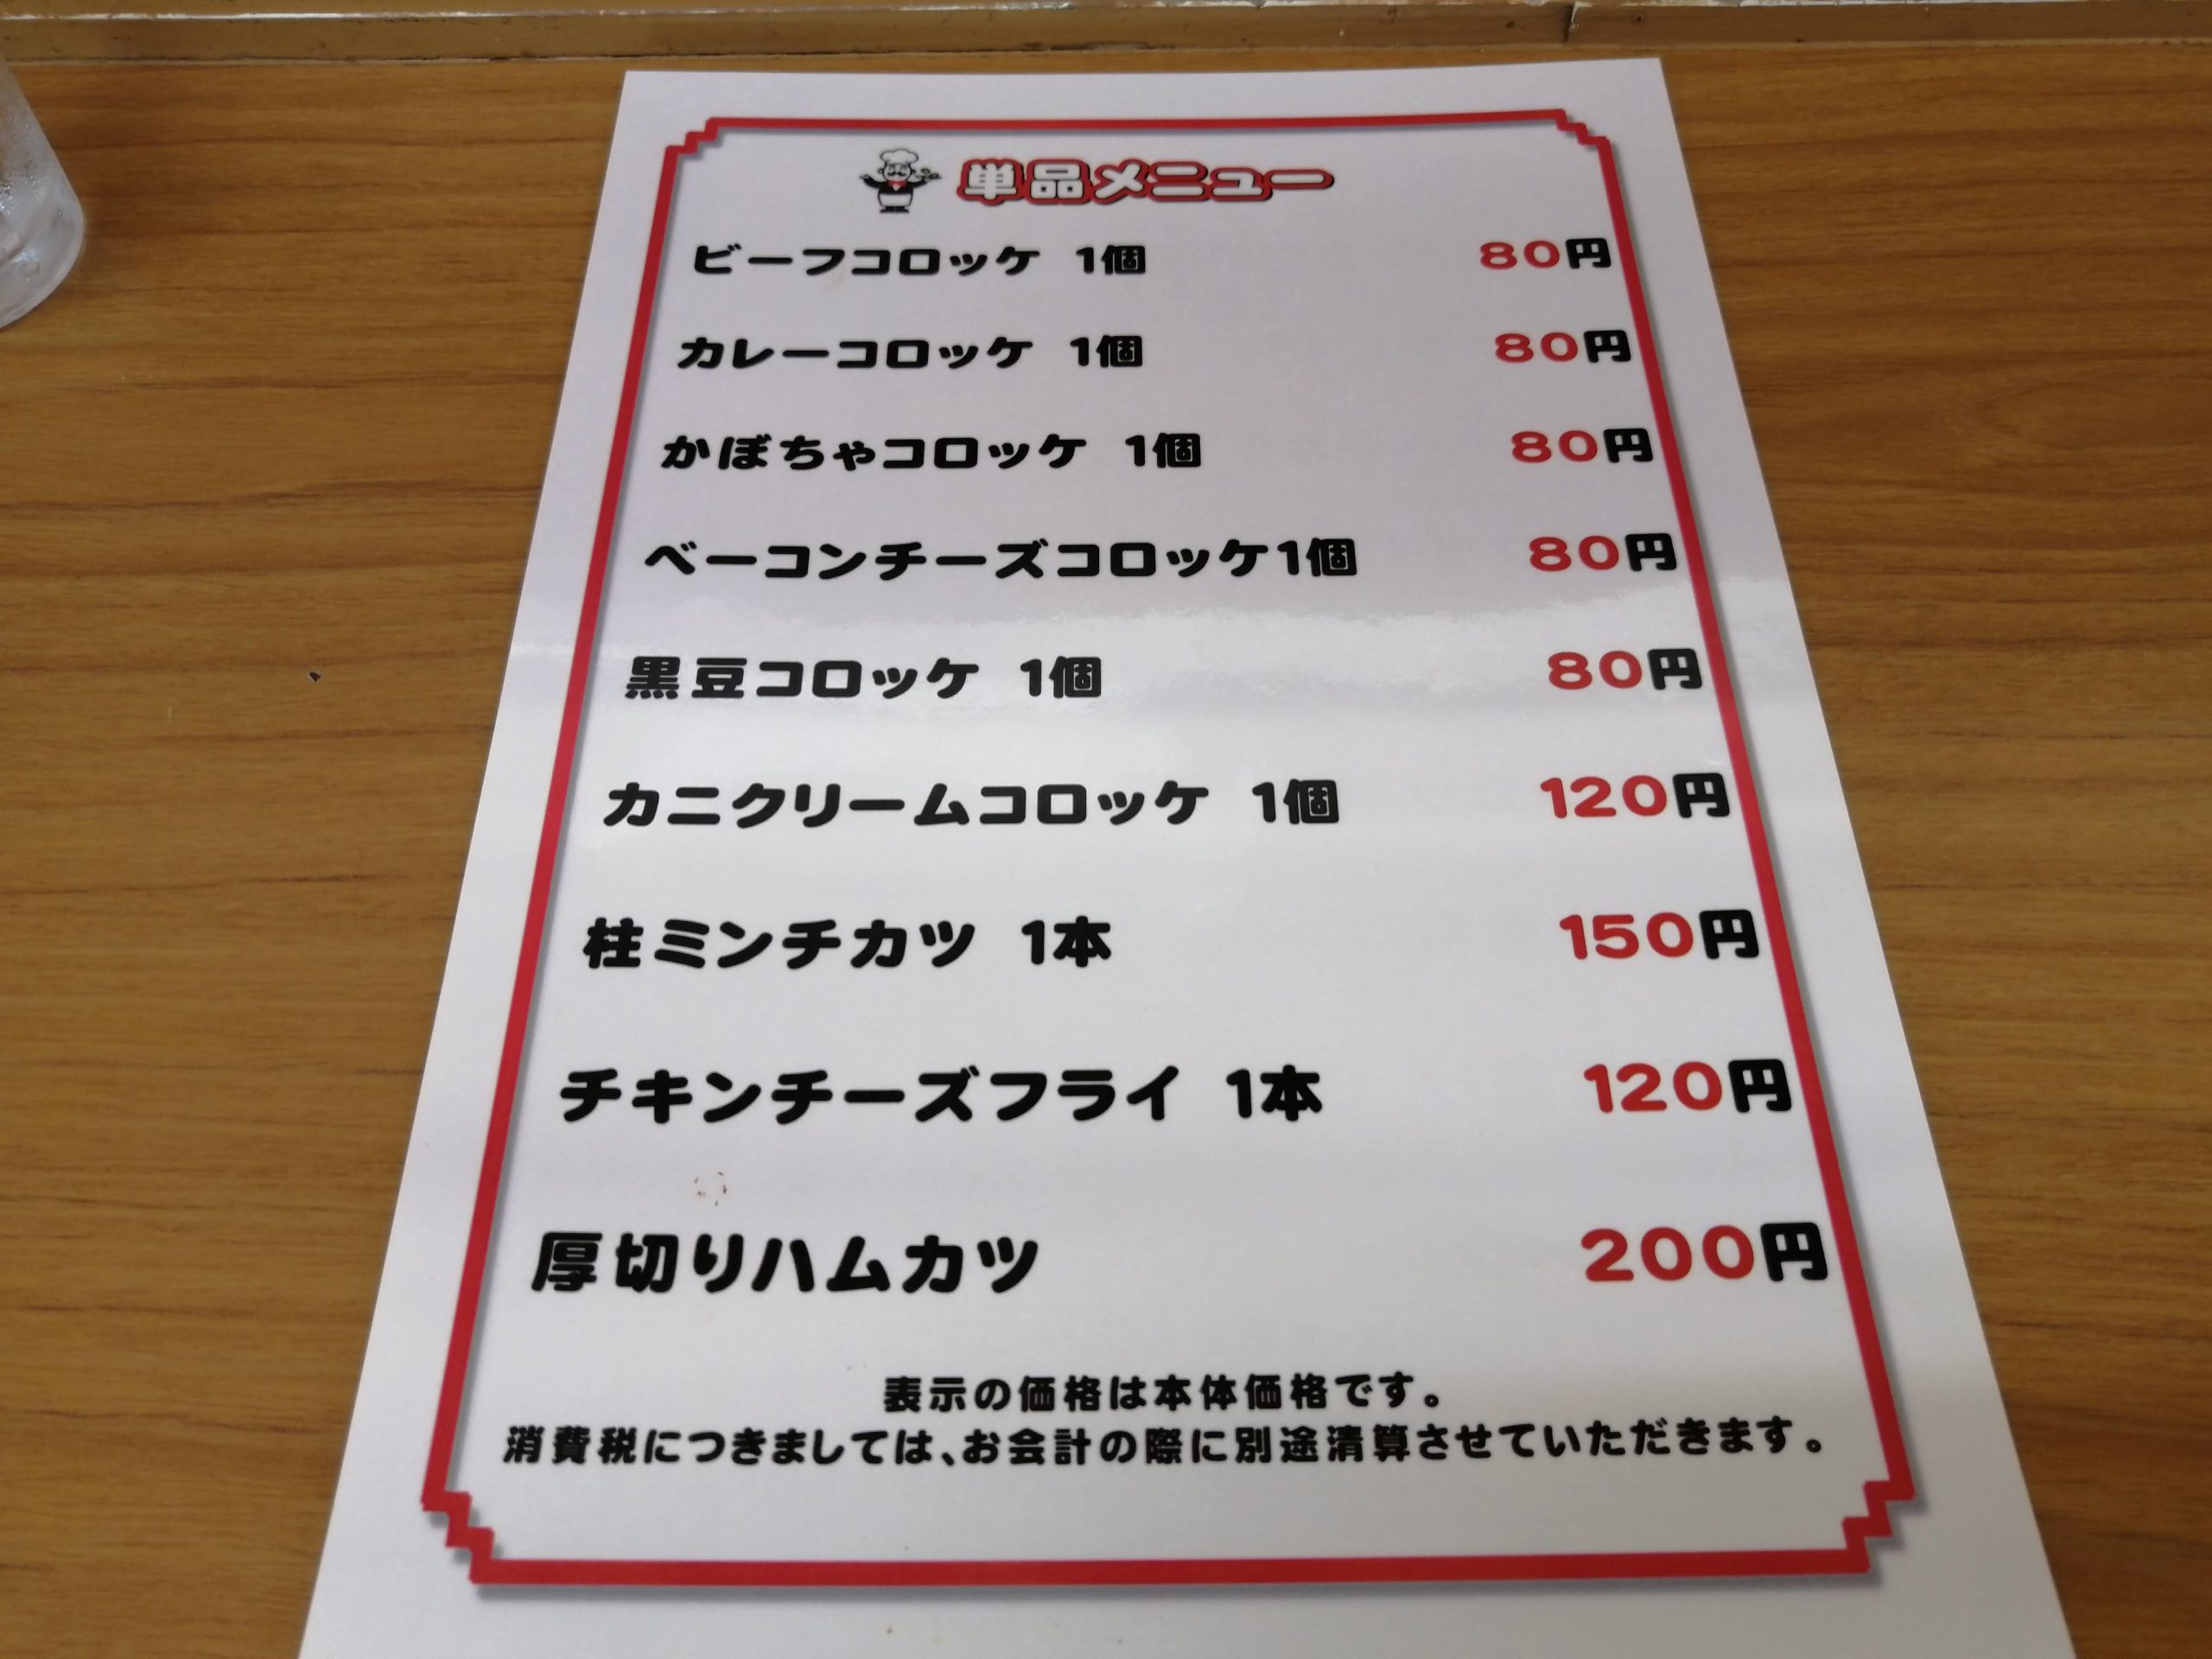 単品メニュー
ビーフコロッケ 1個 80円
カレーコロッケ 1個 80円
かぼちゃコロッケ 1個 80円
ベーコンチーズコロッケ1個 80円
黒豆コロッケ 1個 80円
カニクリームコロッケ 1個 120円
柱ミンチカツ 1本 150円
チキンチーズフライ 1本 120円
厚切りハムカツ 200円
表示の価格は本体価格です。
消費税につきましては、お会計の際に別途清算させていただきます。